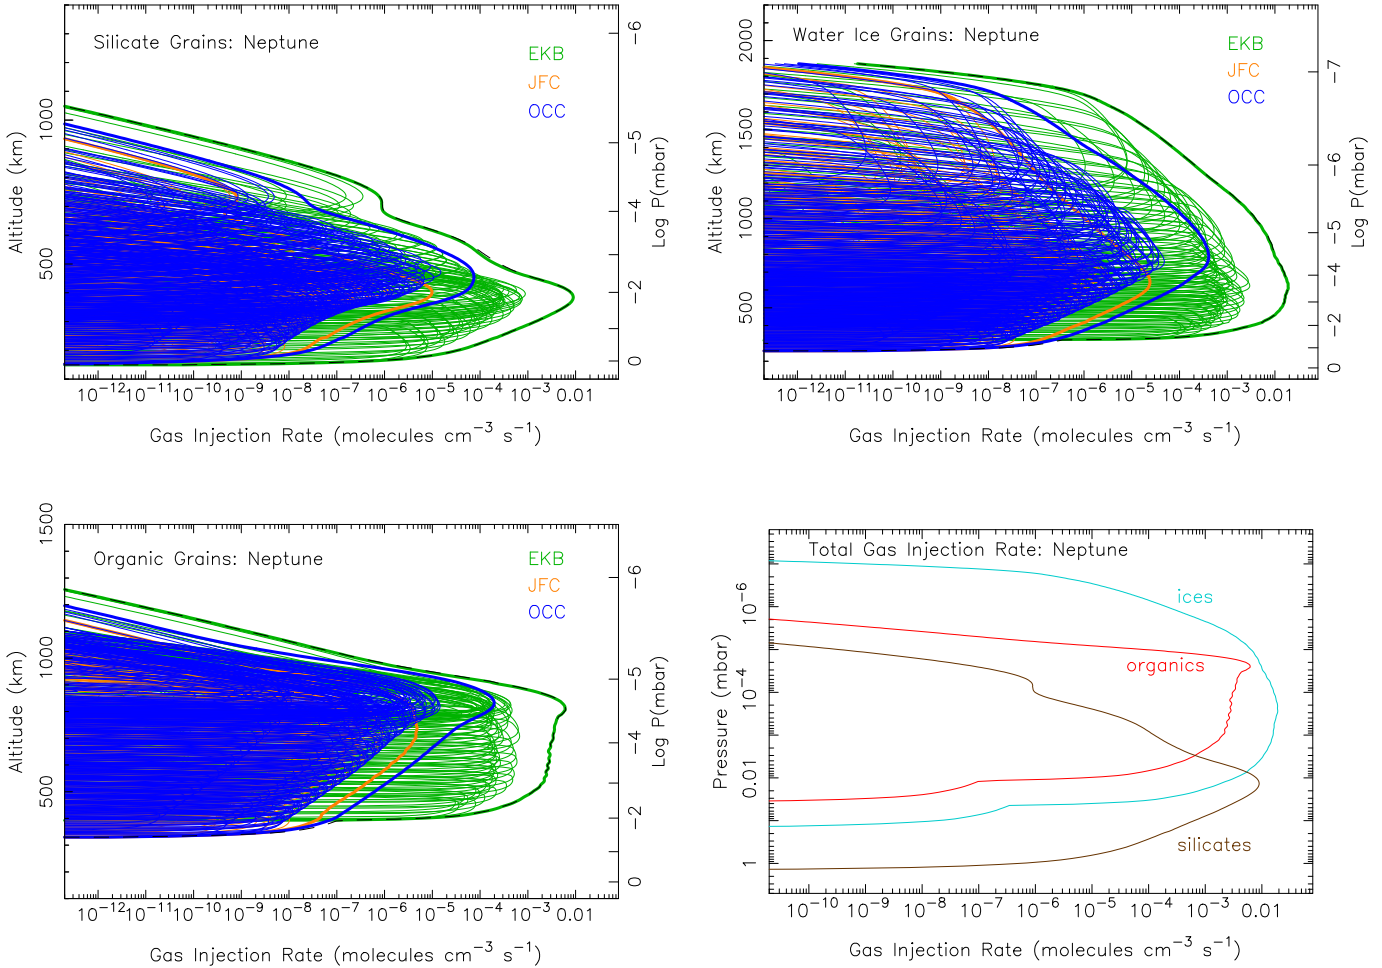 Silicate Grains: Neptune
EKB
JFC
OCC
Altitude (km)
500
1000
Log P(mbar)
-6
-5
-4
-2
0
10^-12 10^-11 10^-10 10^-9 10^-8 10^-7 10^-6 10^-5 10^-4 10^-3 0.01
Gas Injection Rate (molecules cm^-3 s^-1)
Water Ice Grains: Neptune
EKB
JFC
OCC
Altitude (km)
500
1000
1500
2000
Log P(mbar)
-7
-6
-5
-4
-2
0
10^-12 10^-11 10^-10 10^-9 10^-8 10^-7 10^-6 10^-5 10^-4 10^-3 0.01
Gas Injection Rate (molecules cm^-3 s^-1)
Organic Grains: Neptune
EKB
JFC
OCC
Altitude (km)
500
1000
1500
Log P(mbar)
-6
-5
-4
-2
0
10^-12 10^-11 10^-10 10^-9 10^-8 10^-7 10^-6 10^-5 10^-4 10^-3 0.01
Gas Injection Rate (molecules cm^-3 s^-1)
Total Gas Injection Rate: Neptune
ices
organics
silicates
Pressure (mbar)
10^-6
10^-4
0.01
1
10^-10 10^-9 10^-8 10^-7 10^-6 10^-5 10^-4 10^-3 0.01
Gas Injection Rate (molecules cm^-3 s^-1)